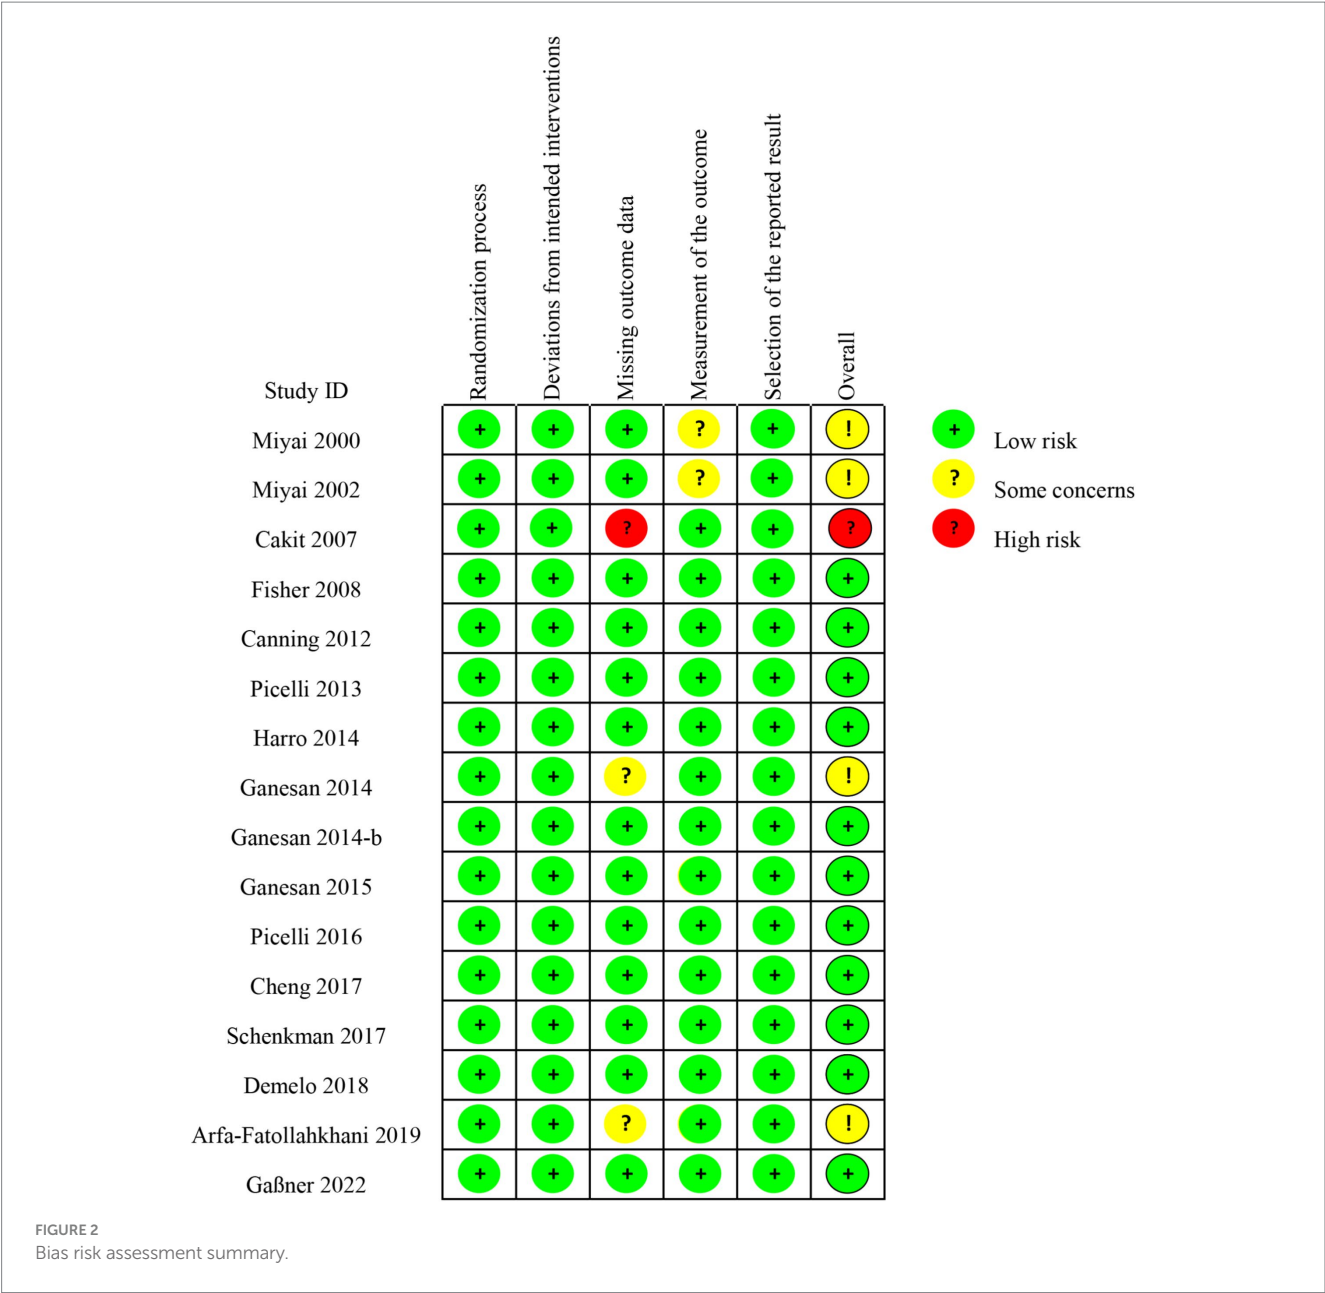 Randomization process
Deviations from intended interventions
Missing outcome data
Measurement of the outcome
Selection of the reported result
Overall
Study ID
Miyai 2000 + + + ? + !
Miyai 2002 + + + ? + !
Cakit 2007 + + ? + + ?
Fisher 2008 + + + + + +
Canning 2012 + + + + + +
Picelli 2013 + + + + + +
Harro 2014 + + + + + +
Ganesan 2014 + + ? + + !
Ganesan 2014-b + + + + + +
Ganesan 2015 + + + + + +
Picelli 2016 + + + + + +
Cheng 2017 + + + + + +
Schenkman 2017 + + + + + +
Demelo 2018 + + + + + +
Arfa-Fatollahkhani 2019 + + ? + + !
Gaßner 2022 + + + + + +
+ Low risk
? Some concerns
? High risk
FIGURE 2
Bias risk assessment summary.